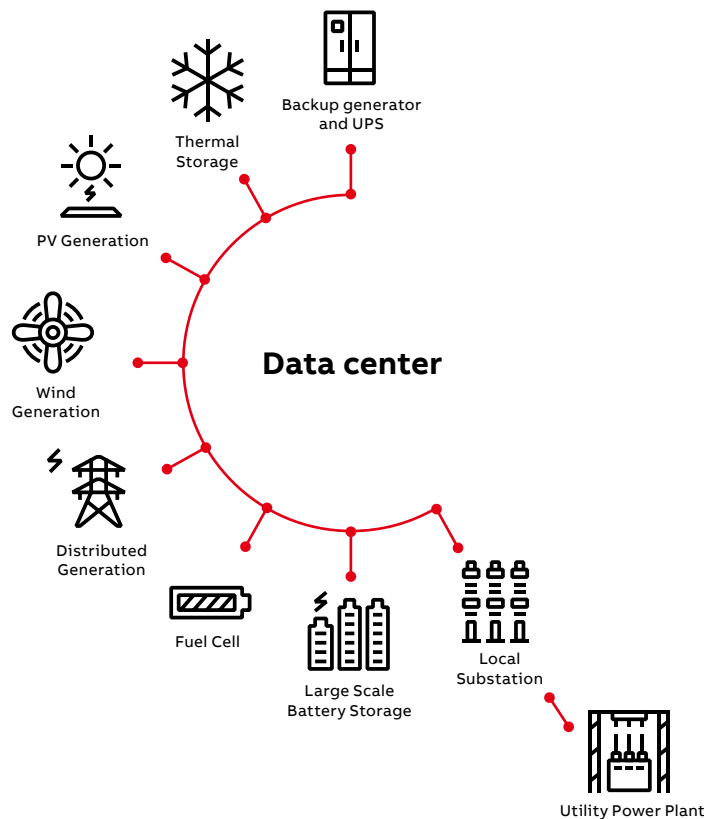 Backup generator
and UPS
Thermal
Storage
PV Generation
Wind
Generation
Data center
Distributed
Generation
Fuel Cell
Large Scale
Battery Storage
Local
Substation
Utility Power Plant